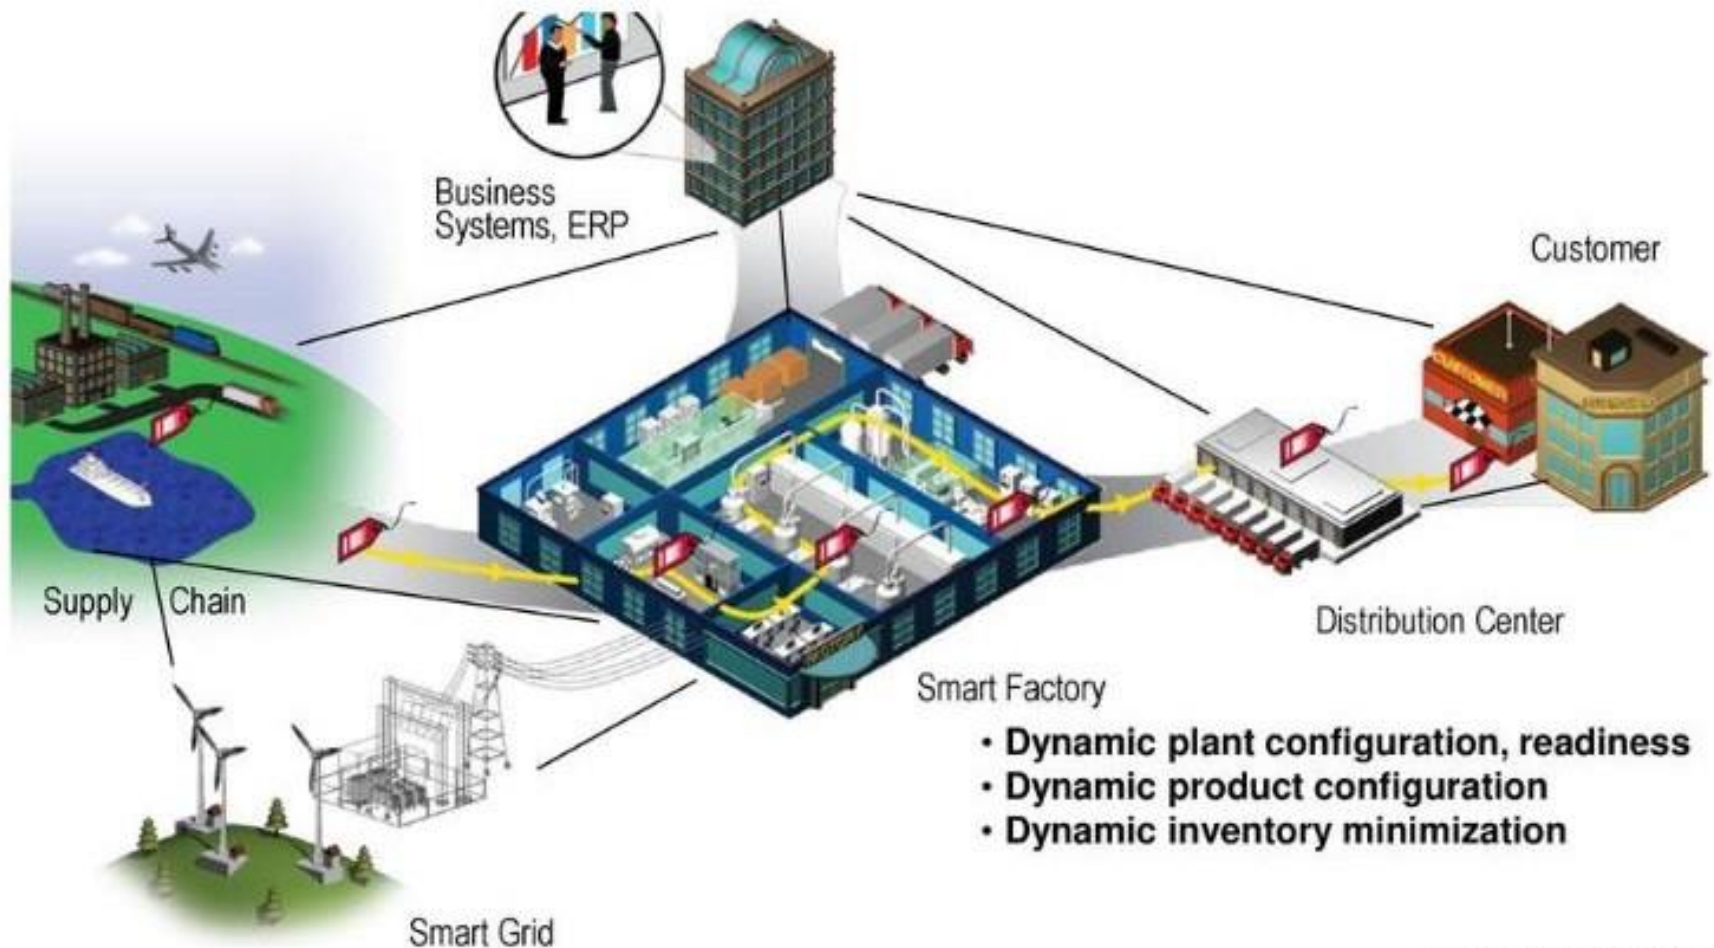 Business
Systems, ERP
Customer
CUSTOMER
Supply Chain
Distribution Center
Smart Factory
• Dynamic plant configuration, readiness
• Dynamic product configuration
• Dynamic inventory minimization
Smart Grid